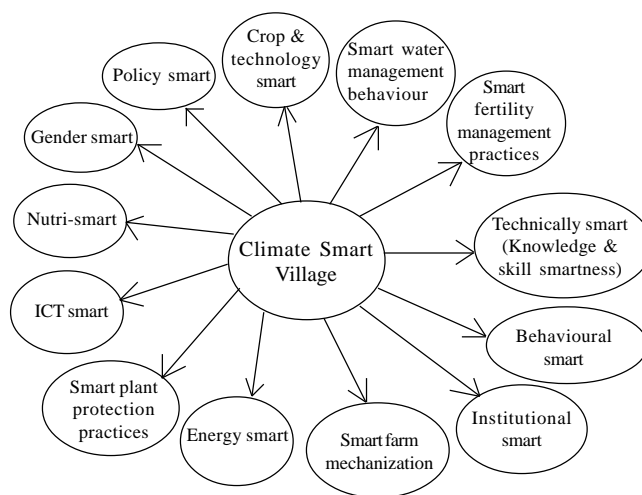 Crop &
technology
smart
Smart water
management
behaviour
Smart
fertility
management
practices
Policy smart
Gender smart
Nutri-smart
ICT smart
Climate Smart
Village
Technically smart
(Knowledge &
skill smartness)
Behavioural
smart
Institutional
smart
Smart farm
mechanization
Energy smart
Smart plant
protection
practices